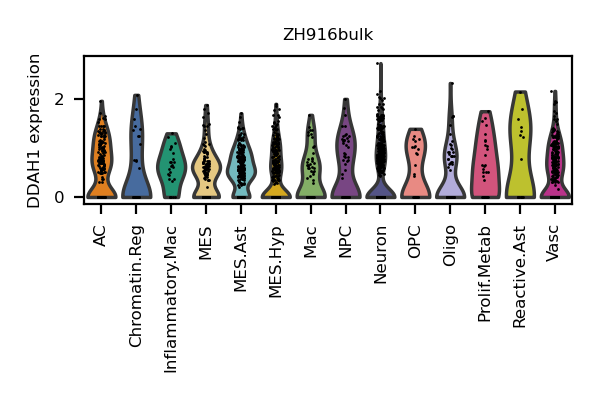 ZH916bulk
DDAH1 expression
2
0
AC
Chromatin.Reg
Inflammatory.Mac
MES
MES.Ast
MES.Hyp
Mac
NPC
Neuron
OPC
Oligo
Prolif.Metab
Reactive.Ast
Vasc